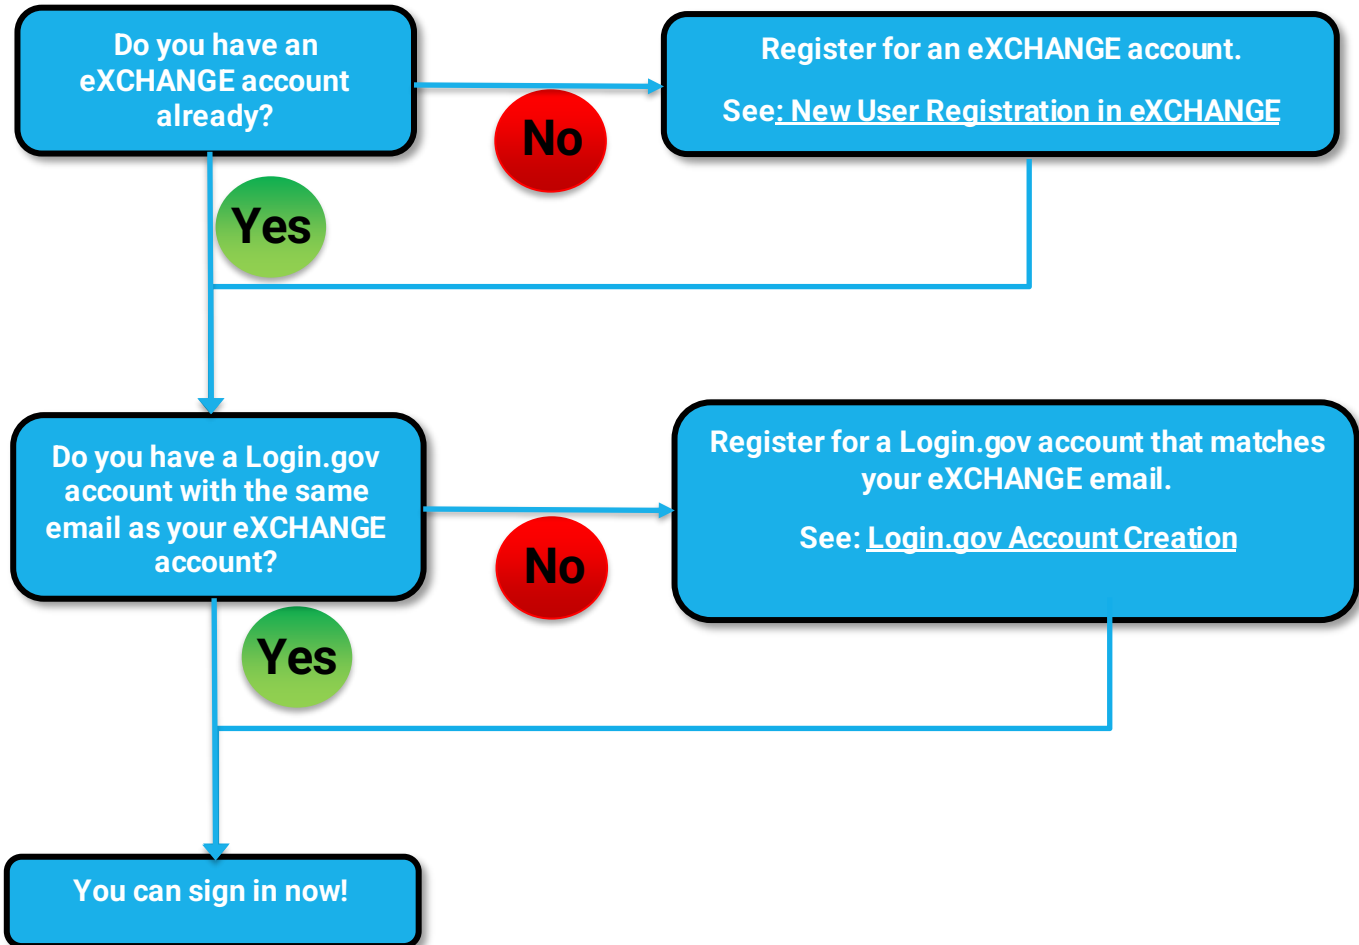 Do you have an
eXCHANGE account
already?
Register for an eXCHANGE account.
See: New User Registration in eXCHANGE
No
Yes
Do you have a Login.gov
account with the same
email as your eXCHANGE
account?
Register for a Login.gov account that matches
your eXCHANGE email.
See: Login.gov Account Creation
No
Yes
You can sign in now!